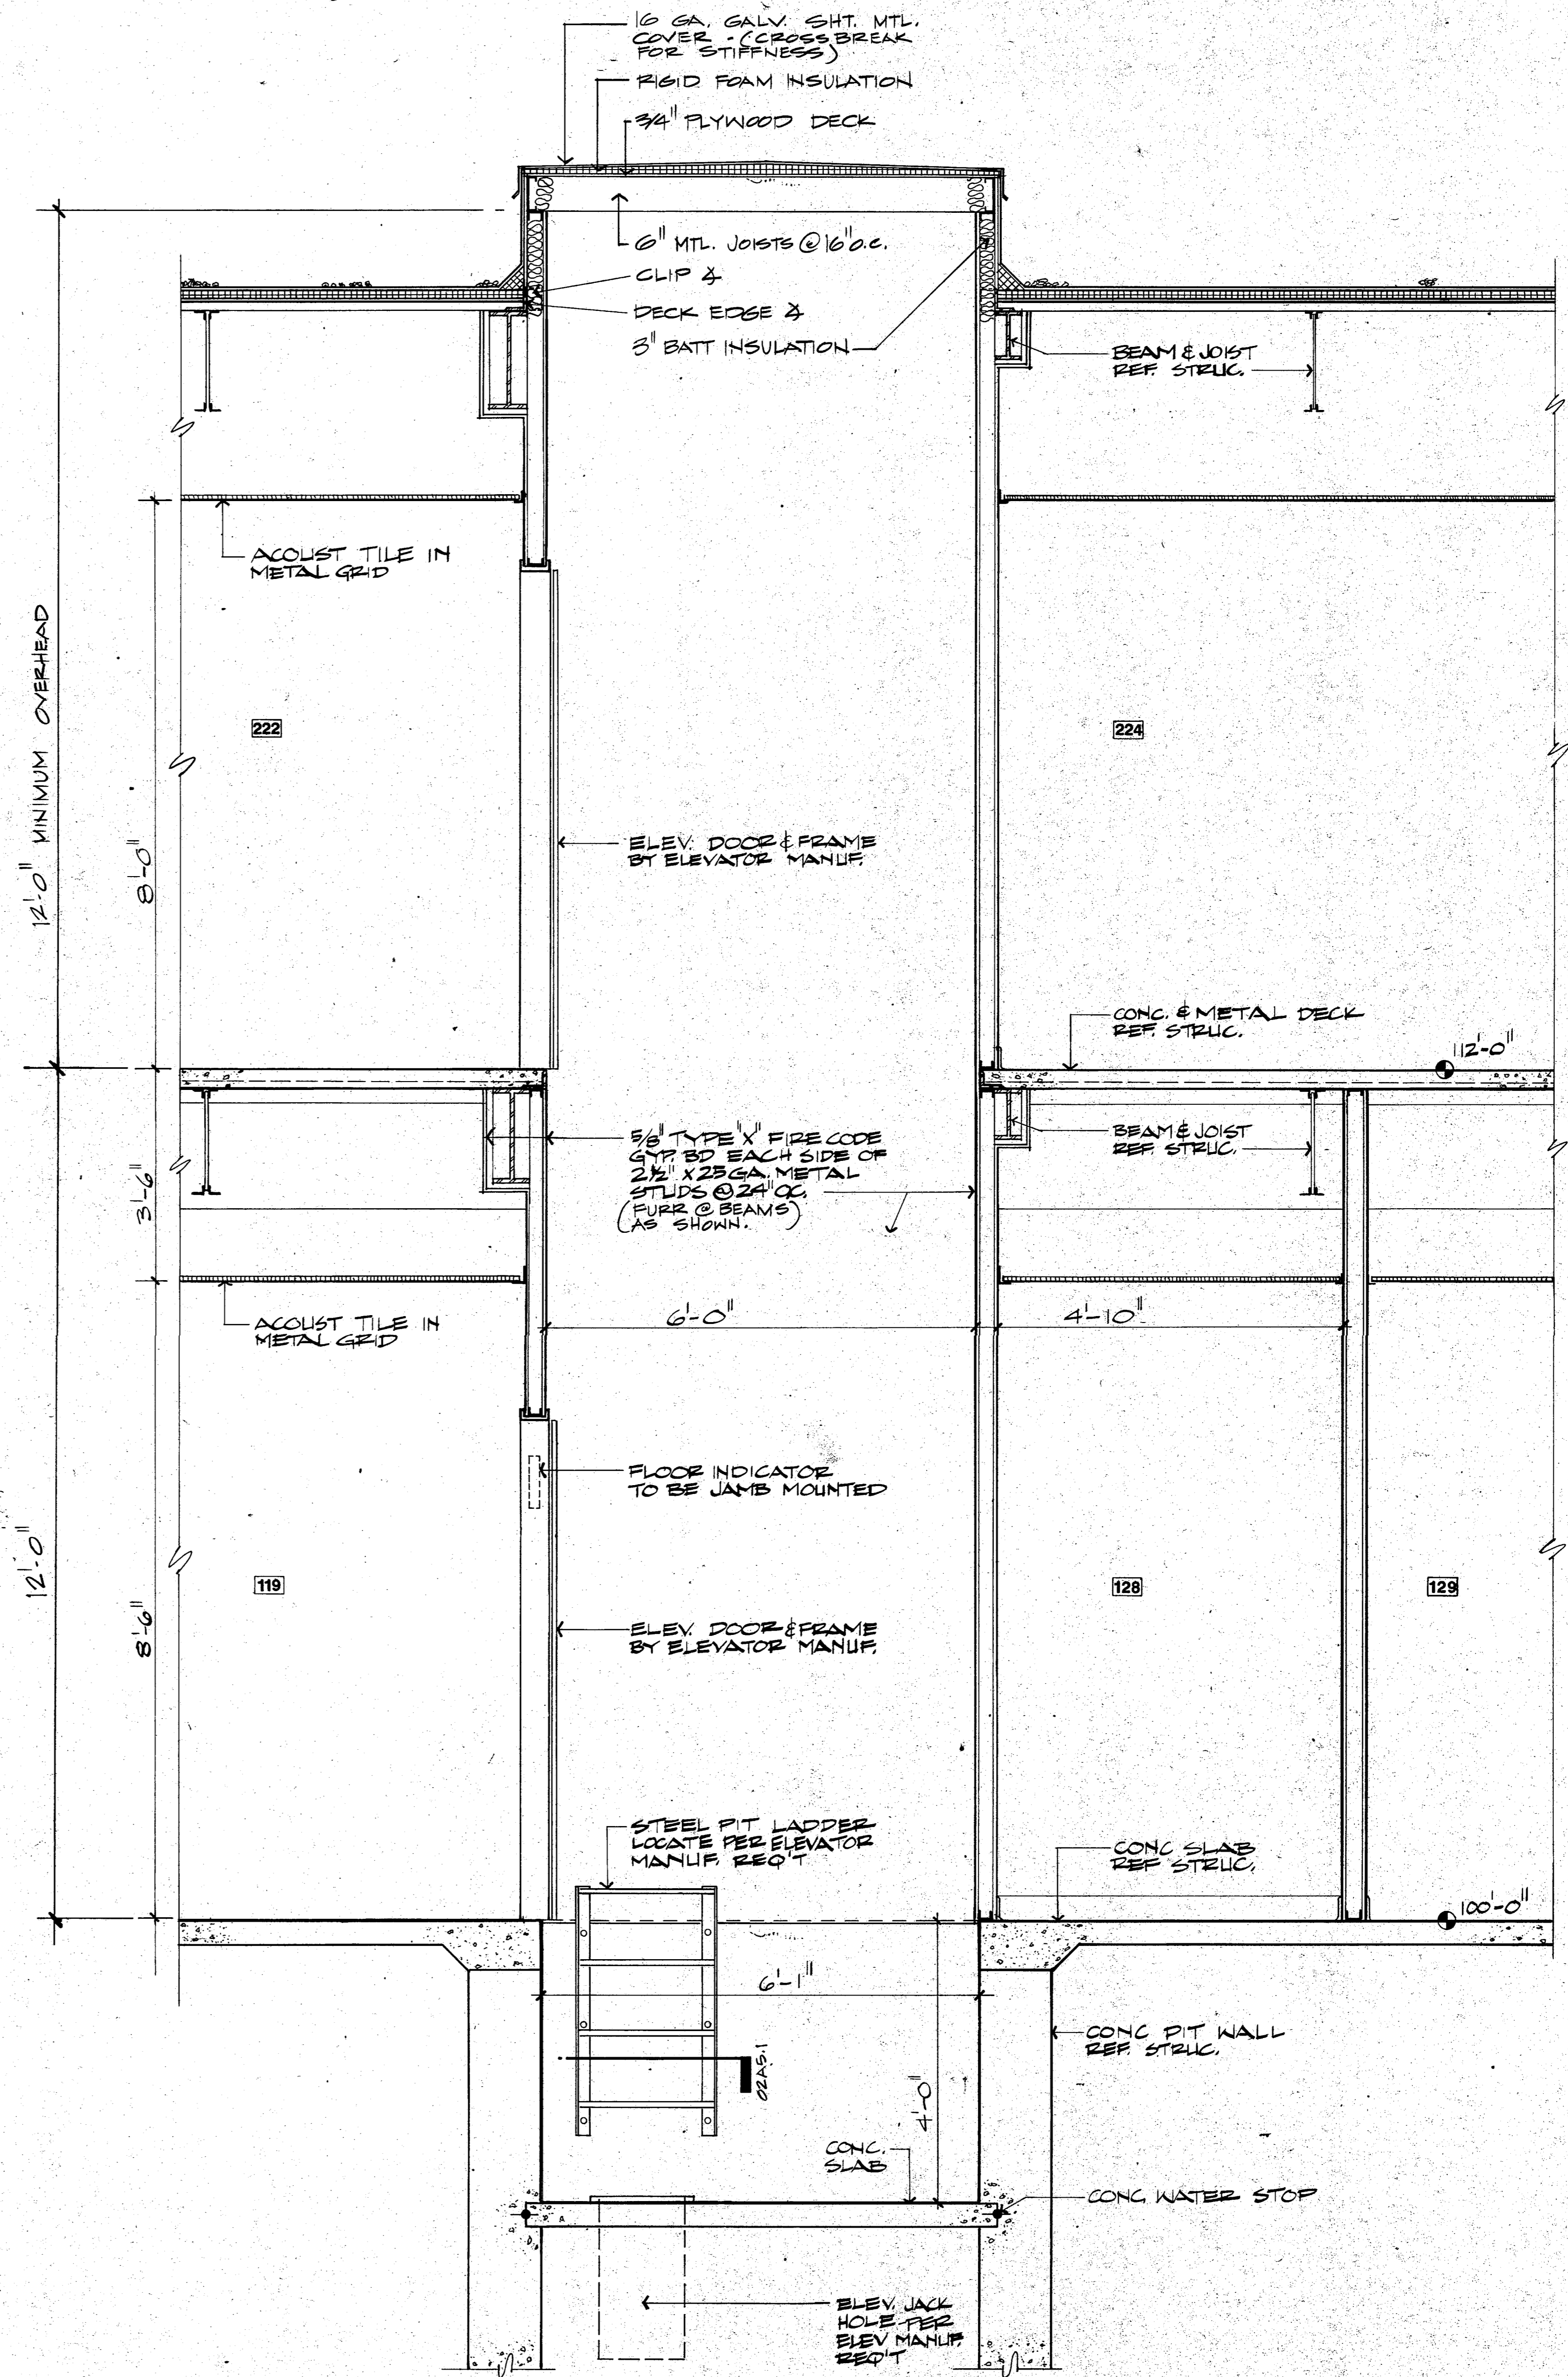 16 GA. GALV. SHT. MTL.
COVER - (CROSS BREAK
FOR STIFFNESS)
RIGID FOAM INSULATION
3/4" PLYWOOD DECK
6" MTL. JOISTS @ 16" O.C.
CLIP ∡
DECK EDGE ∡
3" BATT INSULATION
BEAM & JOIST
REF. STRUC.
ACOUST TILE IN
METAL GRID
12'-0" MINIMUM OVERHEAD
222
224
8'-0"
ELEV. DOOR & FRAME
BY ELEVATOR MANUF.
CONC. & METAL DECK
REF. STRUC.
112'-0"
5/8" TYPE "X" FIRE CODE
GYP. BD EACH SIDE OF
2 1/2" X 25 GA. METAL
STUDS @ 24" OC.
(FURR @ BEAMS)
(AS SHOWN.)
BEAM & JOIST
REF. STRUC.
3'-6"
ACOUST TILE IN
METAL GRID
6'-0"
4'-10"
FLOOR INDICATOR
TO BE JAMB MOUNTED
12'-0"
8'-6"
119
128
129
ELEV. DOOR & FRAME
BY ELEVATOR MANUF.
STEEL PIT LADDER
LOCATE PER ELEVATOR
MANUF. REQ'T
CONC SLAB
REF STRUC.
100'-0"
6'-1"
02A5.1
4'-0"
CONC PIT WALL
REF. STRUC.
CONC.
SLAB
CONC. WATER STOP
ELEV. JACK
HOLE PER
ELEV MANUF.
REQ'T